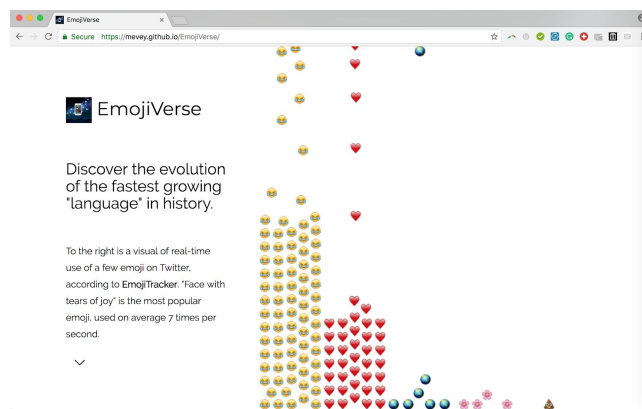 EmojiVerse
Secure https://mevey.github.io/EmojiVerse/
EmojiVerse
Discover the evolution
of the fastest growing
"language" in history.
To the right is a visual of real-time
use of a few emoji on Twitter,
according to EmojiTracker. "Face with
tears of joy" is the most popular
emoji, used on average 7 times per
second.